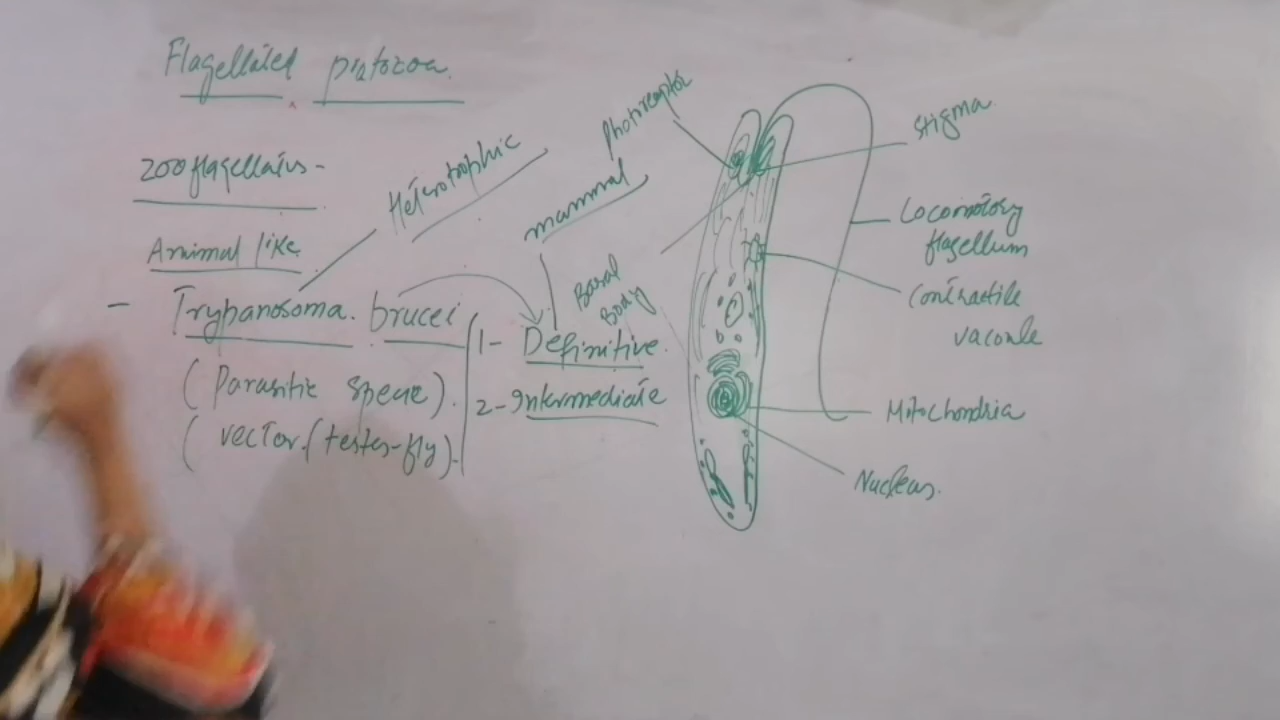 Flagellated protozoa.
zooflagellates-
Heterotrophic
Animal like
- Trypanosoma. brucei
(Parasitic
(vector.(testes-fly).
mammal
1- Definitive.
2- Intermediate
Photoreceptor
Basal
Body
Stigma
Locomotory
flagellum
Contractile
vacoule
Mitochondria
Nucleus.